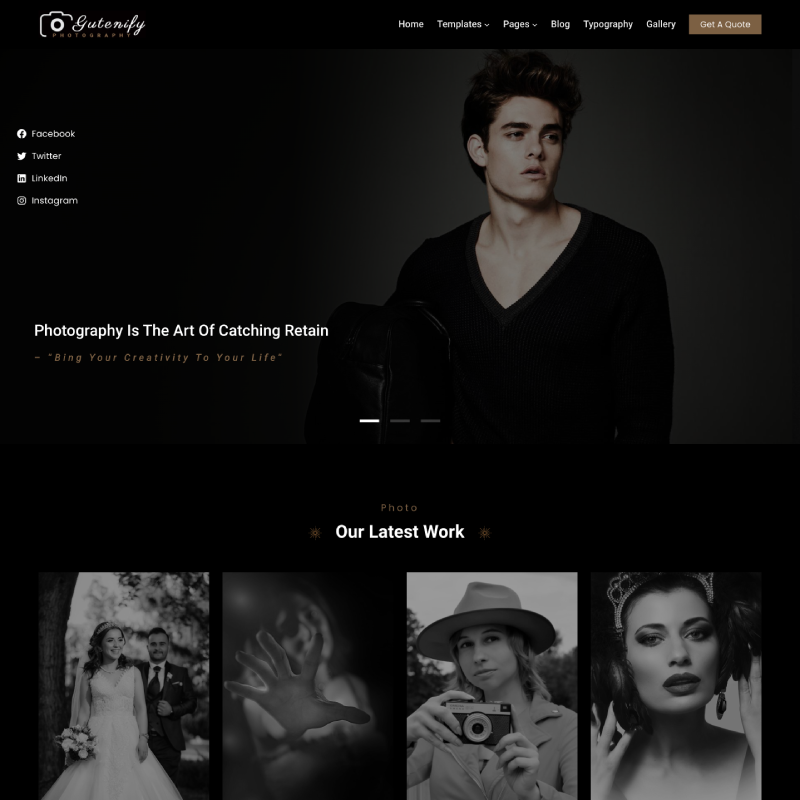 Gutenify
PHOTOGRAPHY
Home
Templates
Pages
Blog
Typography
Gallery
Get A Quote
Facebook
Twitter
LinkedIn
Instagram
Photography Is The Art Of Catching Retain
– "Bing Your Creativity To Your Life"
Photo
Our Latest Work